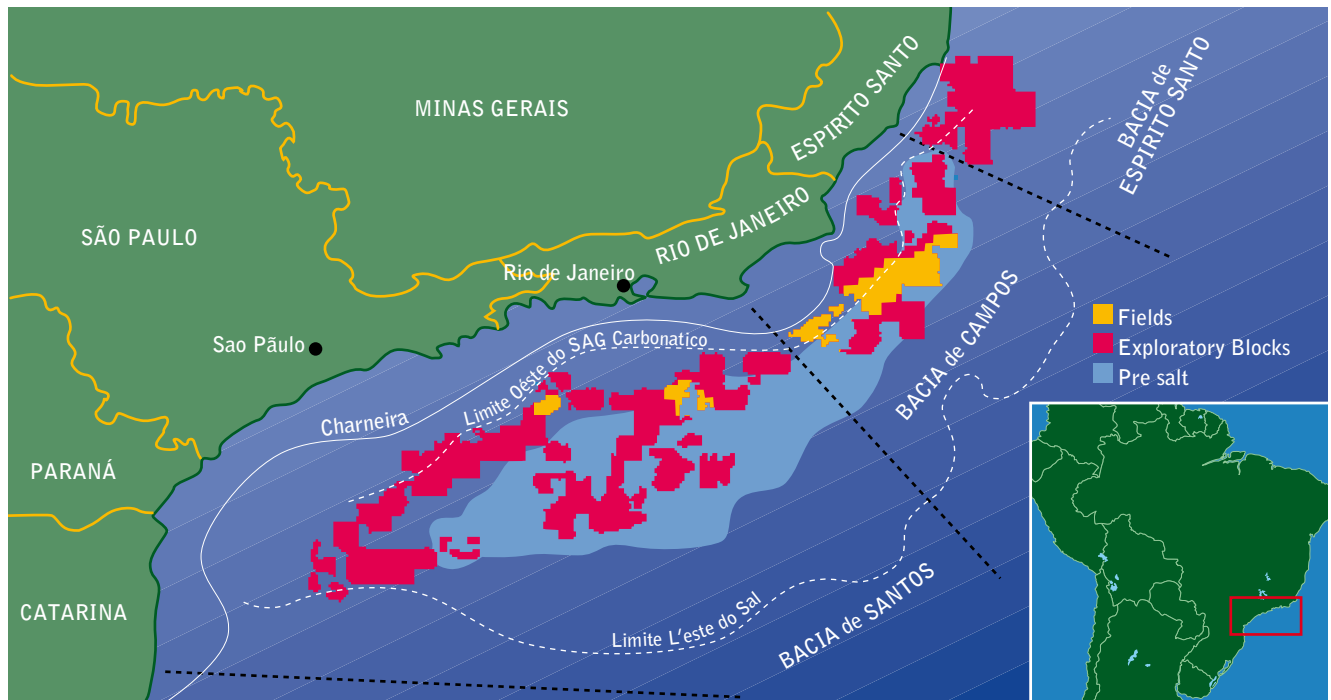 MINAS GERAIS
ESPIRITO SANTO
BACIA de
ESPIRITO SANTO
SÃO PAULO
RIO DE JANEIRO
Rio de Janeiro
Sao Pãulo
BACIA de CAMPOS
Fields
Exploratory Blocks
Pre salt
Limite Oéste do SAG Carbonatico
Charneira
PARANÁ
CATARINA
Limite L'este do Sal
BACIA de SANTOS